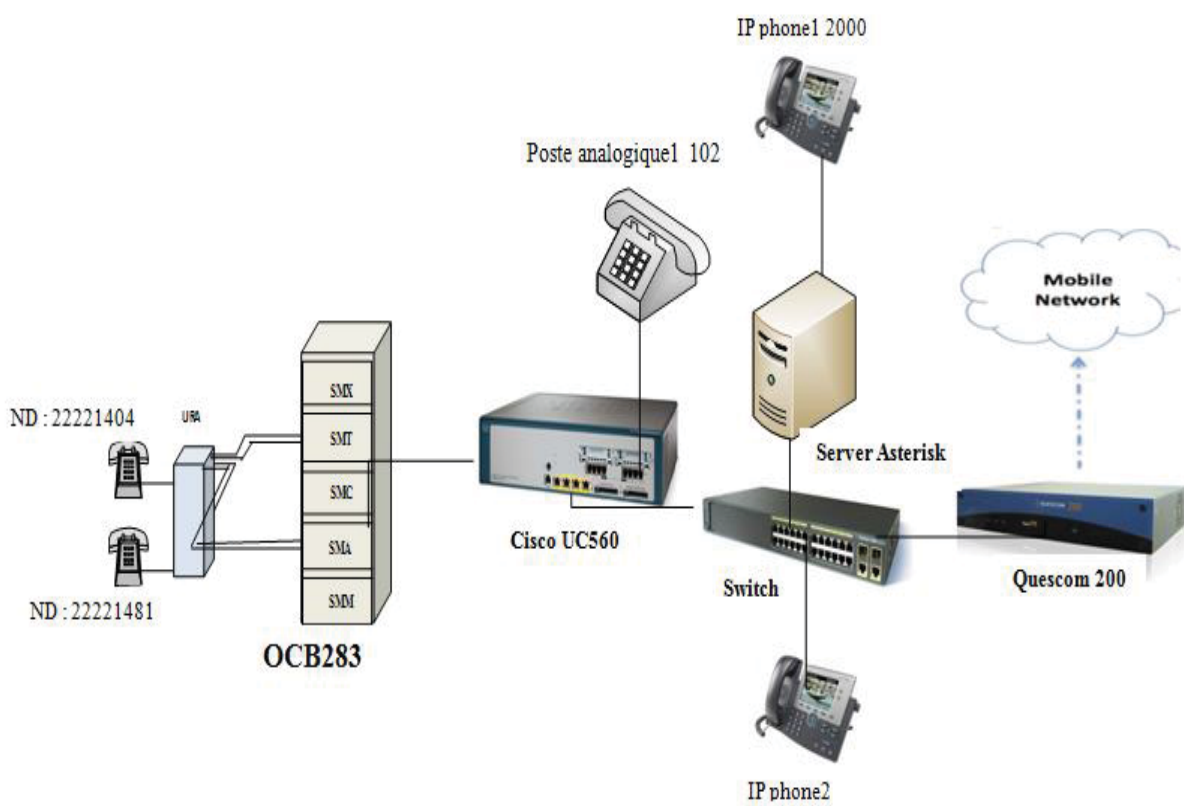 IP phone1 2000
Poste analogique1 102
Mobile
Network
ND : 22221404
URA
SMX
SMT
SMC
SMA
SMM
ND : 22221481
OCB283
Cisco UC560
Server Asterisk
Switch
Quescom 200
IP phone2